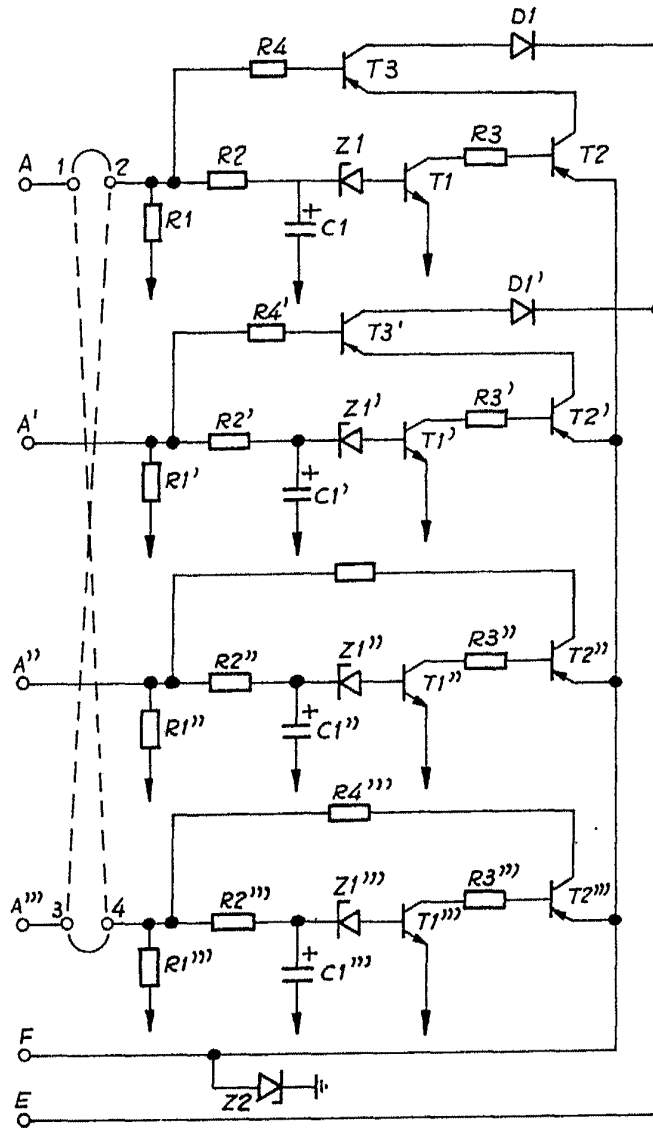 D1
R4
T3
R3
Z1
R2
T2
A 1 2
T1
R1
+
C1
D1'
R4'
T3'
R3'
Z1'
R2'
T2'
A'
T1'
R1'
+
C1'
R3''
Z1''
R2''
T2''
A''
T1''
R1''
+
C1''
R4'''
R3'''
Z1'''
R2'''
T2'''
A''' 3 4
T1'''
R1'''
+
C1'''
F
Z2
E